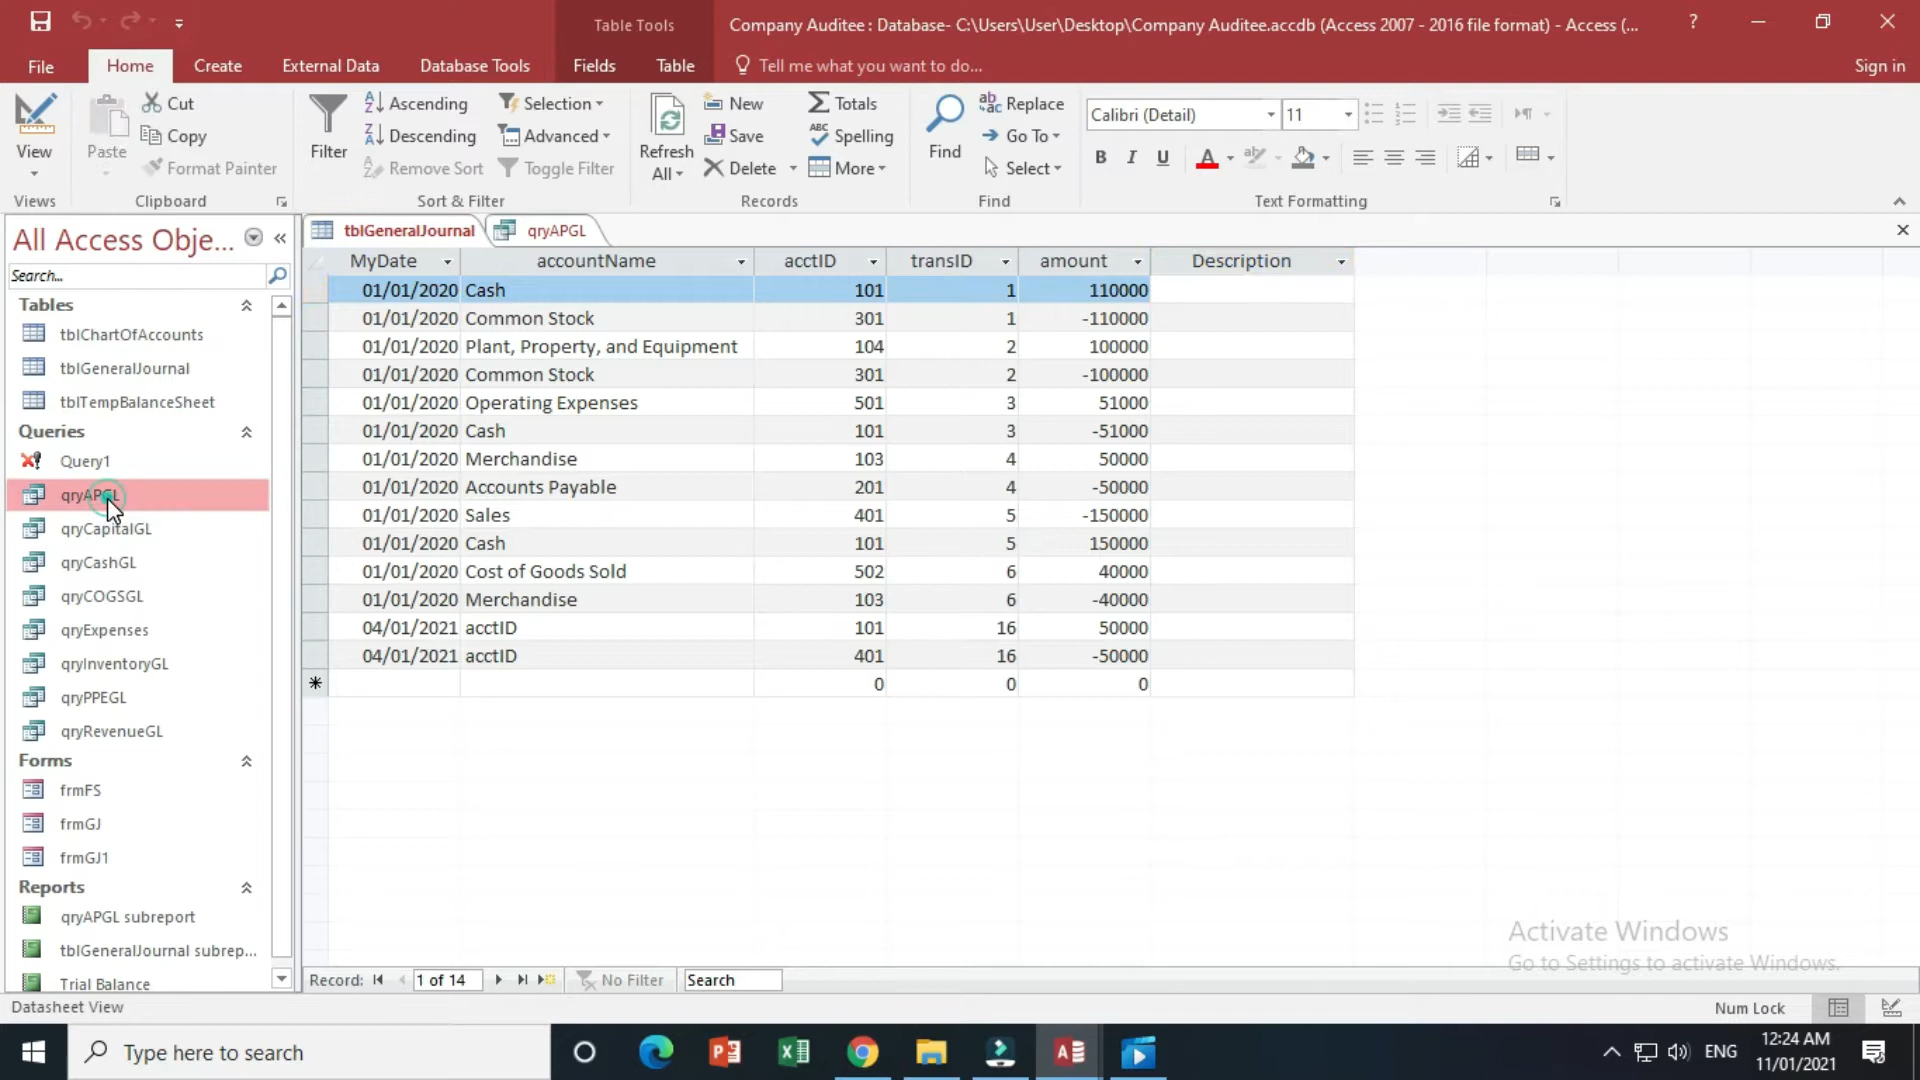 Table Tools
Company Auditee : Database- C:\Users\User\Desktop\Company Auditee.accdb (Access 2007 - 2016 file format) - Access (...
?
File Home Create External Data Database Tools Fields Table Tell me what you want to do... Sign in
View
Views
Paste
Cut
Copy
Format Painter
Clipboard
Filter
Ascending
Descending
Remove Sort
Selection
Advanced
Toggle Filter
Sort & Filter
Refresh
All
New
Save
Delete
Totals
Spelling
More
Records
Find
Replace
Go To
Select
Find
Calibri (Detail) 11
B I U A
Text Formatting
All Access Obje...
Search...
Tables
tblChartOfAccounts
tblGeneralJournal
tblTempBalanceSheet
Queries
Query1
qryAPGL
qryCapitalGL
qryCashGL
qryCOGSGL
qryExpenses
qryInventoryGL
qryPPEGL
qryRevenueGL
Forms
frmFS
frmGJ
frmGJ1
Reports
qryAPGL subreport
tblGeneralJournal subrep...
Trial Balance
tblGeneralJournal qryAPGL
MyDate accountName acctID transID amount Description
01/01/2020 Cash 101 1 110000
01/01/2020 Common Stock 301 1 -110000
01/01/2020 Plant, Property, and Equipment 104 2 100000
01/01/2020 Common Stock 301 2 -100000
01/01/2020 Operating Expenses 501 3 51000
01/01/2020 Cash 101 3 -51000
01/01/2020 Merchandise 103 4 50000
01/01/2020 Accounts Payable 201 4 -50000
01/01/2020 Sales 401 5 -150000
01/01/2020 Cash 101 5 150000
01/01/2020 Cost of Goods Sold 502 6 40000
01/01/2020 Merchandise 103 6 -40000
04/01/2021 acctID 101 16 50000
04/01/2021 acctID 401 16 -50000
0 0 0
Activate Windows
Go to Settings to activate Windows.
Record: 1 of 14 No Filter Search
Datasheet View Num Lock
Type here to search
ENG
12:24 AM
11/01/2021